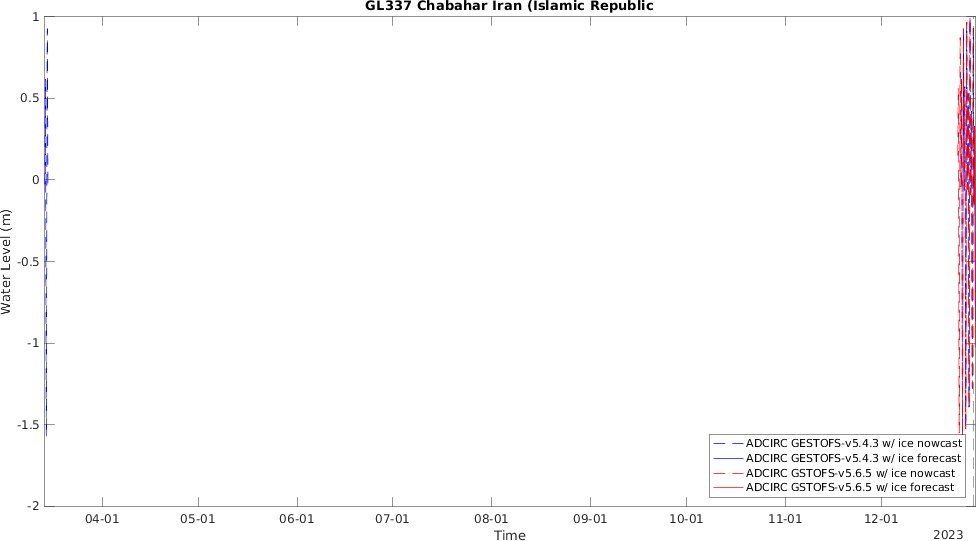 GL337 Chabahar Iran (Islamic Republic
1
0.5
0
-0.5
-1
-1.5
-2
Water Level (m)
04-01 05-01 06-01 07-01 08-01 09-01 10-01 11-01 12-01
Time
2023
ADCIRC GESTOFS-v5.4.3 w/ ice nowcast
ADCIRC GESTOFS-v5.4.3 w/ ice forecast
ADCIRC GSTOFS-v5.6.5 w/ ice nowcast
ADCIRC GSTOFS-v5.6.5 w/ ice forecast